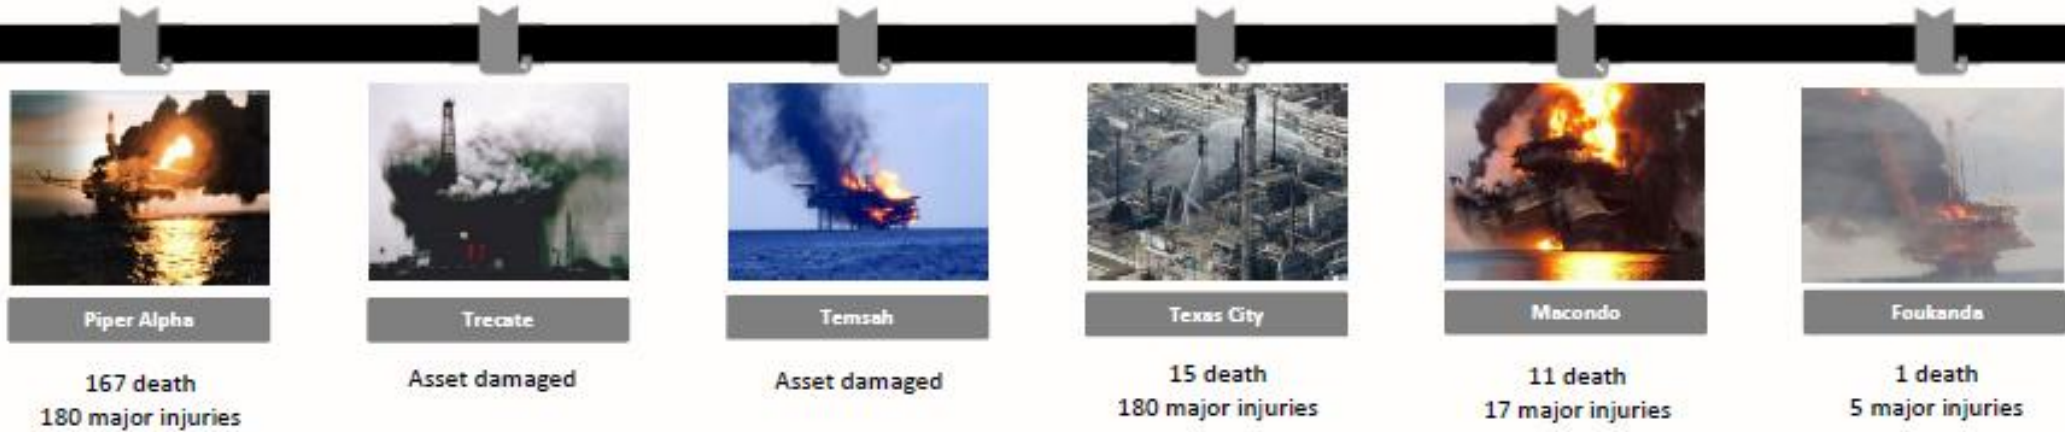 Piper Alpha
167 death
180 major injuries
Trecate
Asset damaged
Temsah
Asset damaged
Texas City
15 death
180 major injuries
Macondo
11 death
17 major injuries
Foukanda
1 death
5 major injuries